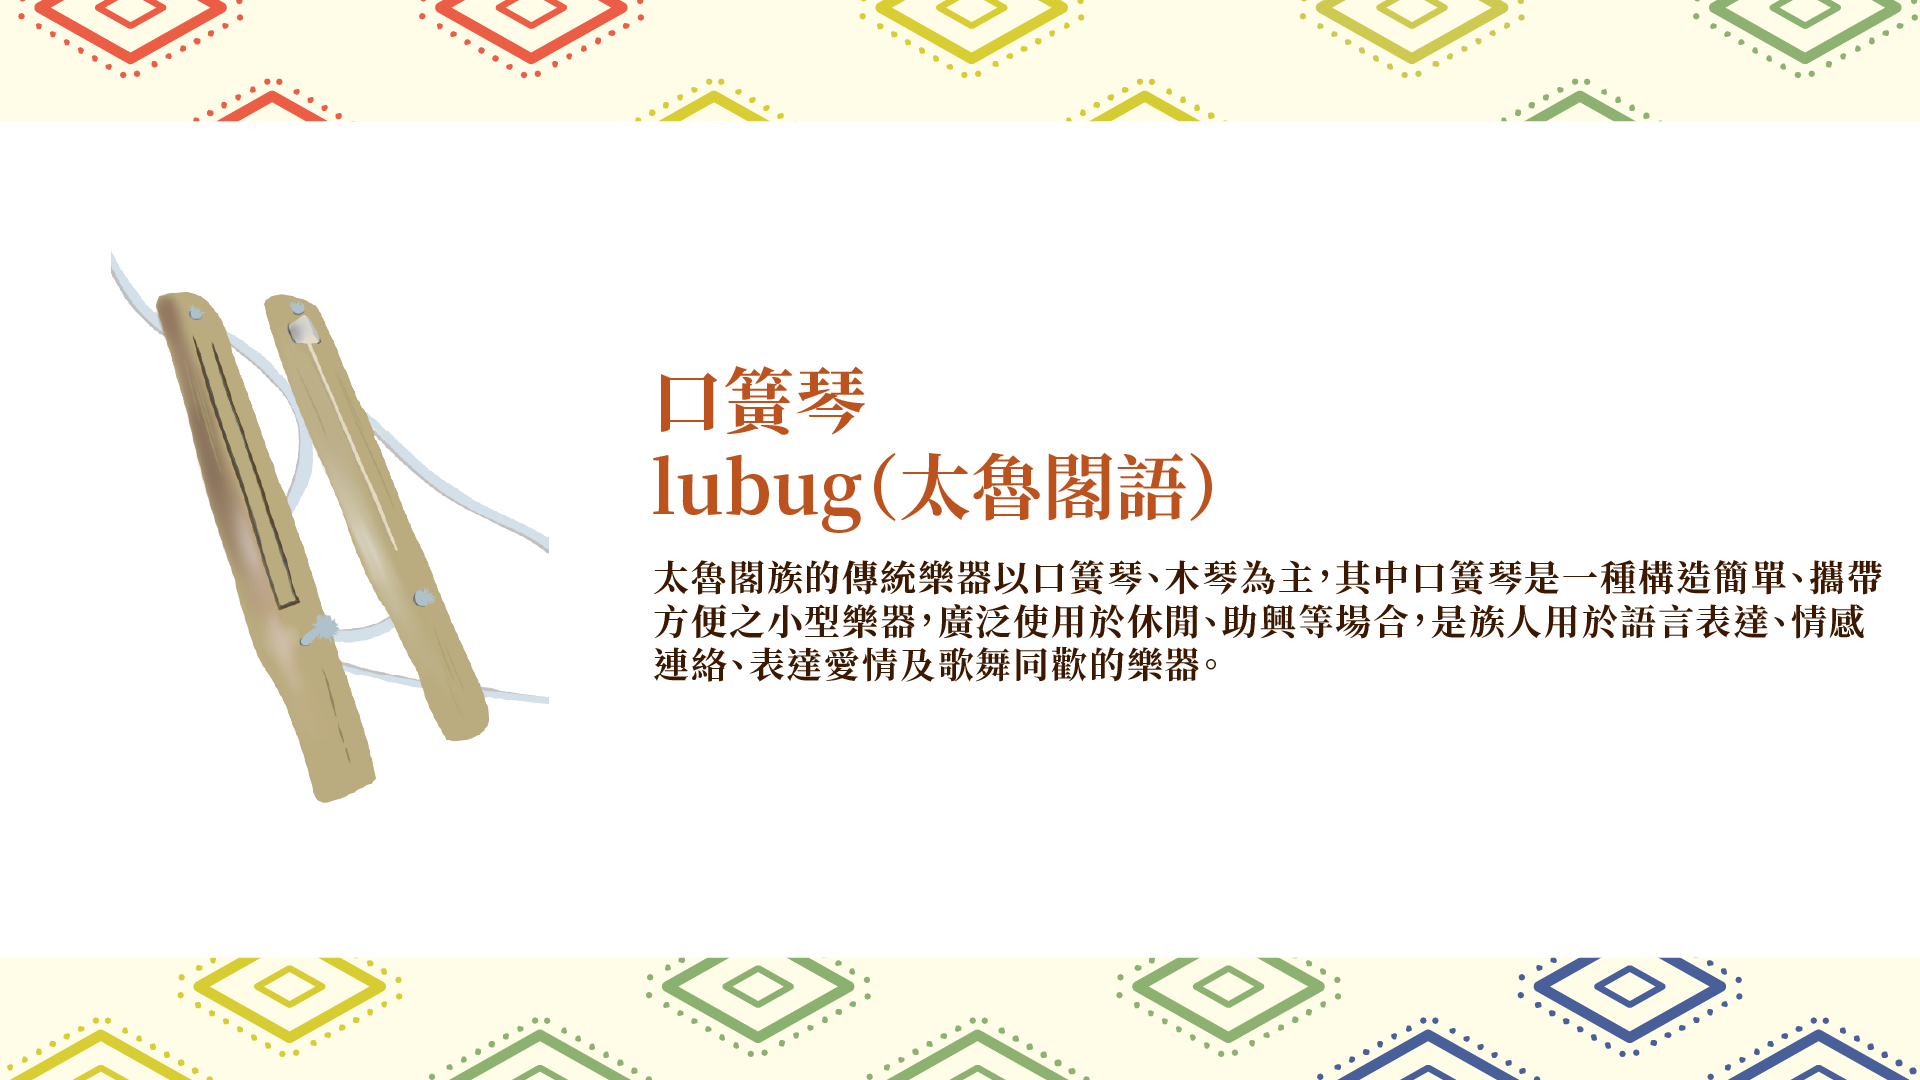 口簧琴
lubug(太魯閣語)
太魯閣族的傳統樂器以口簧琴、木琴為主，其中口簧琴是一種構造簡單、攜帶
方便之小型樂器，廣泛使用於休閒、助興等場合，是族人用於語言表達、情感
連絡、表達愛情及歌舞同歡的樂器。